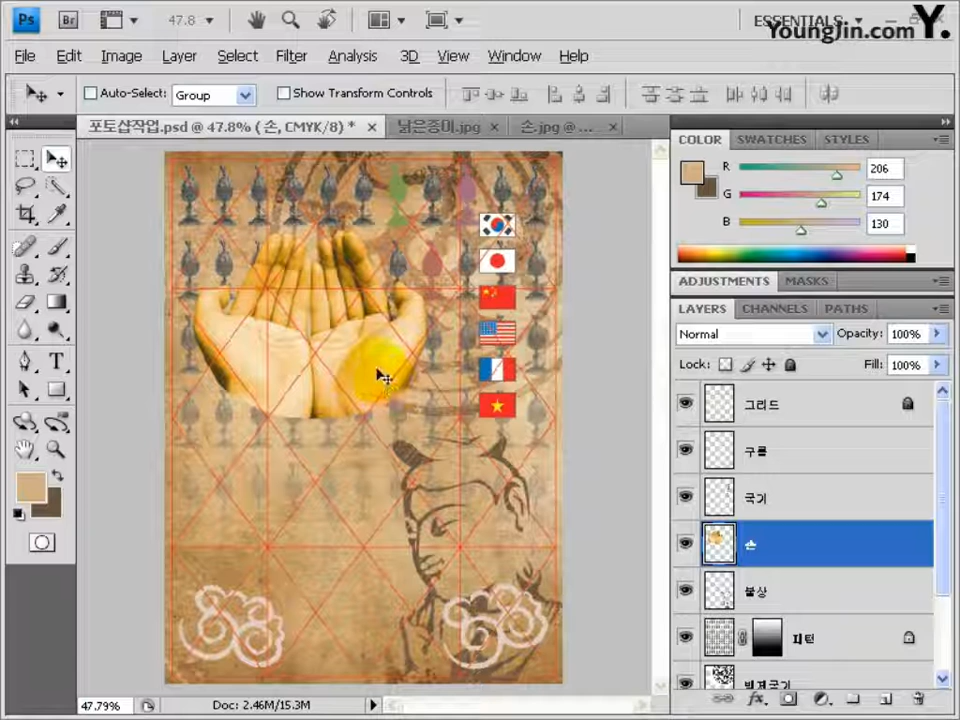 Ps Br 47.8 ESSENTIALS
YoungJin.com Y.
File Edit Image Layer Select Filter Analysis 3D View Window Help
Auto-Select: Group Show Transform Controls
포토샵작업.psd @ 47.8% ( 손, CMYK/8) * × 낡은종이.jpg @ ... × 손.jpg @ ... ×
COLOR SWATCHES STYLES
R 206
G 174
B 130
ADJUSTMENTS MASKS
LAYERS CHANNELS PATHS
Normal Opacity: 100%
Lock: Fill: 100%
그리드
구름
국기
손
불상
패턴
47.79% Doc: 2.46M/15.3M